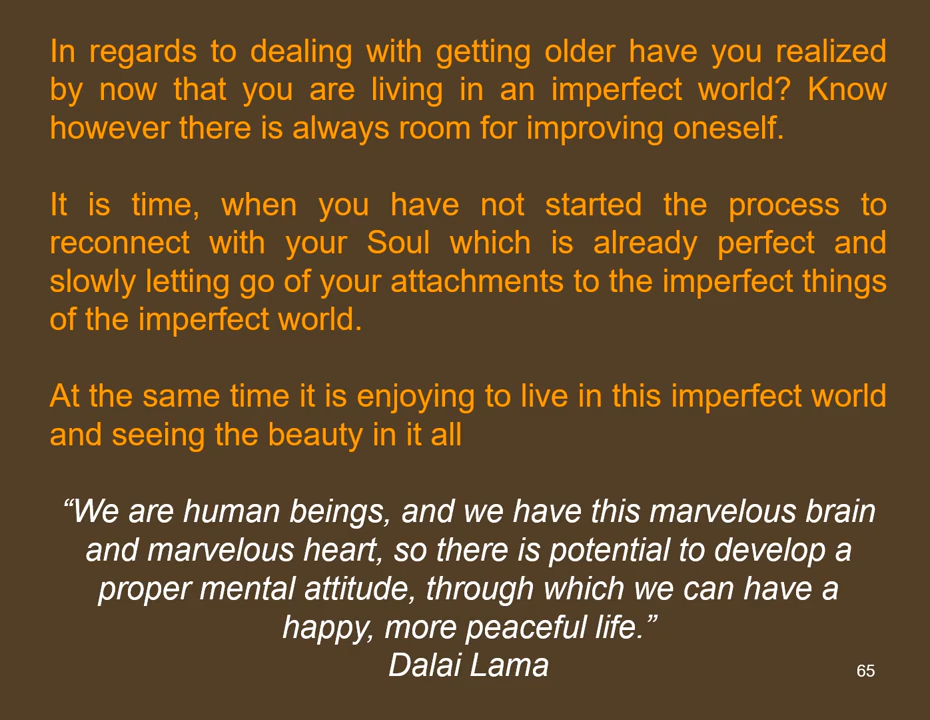 In regards to dealing with getting older have you realized
by now that you are living in an imperfect world? Know
however there is always room for improving oneself.
It is time, when you have not started the process to
reconnect with your Soul which is already perfect and
slowly letting go of your attachments to the imperfect things
of the imperfect world.
At the same time it is enjoying to live in this imperfect world
and seeing the beauty in it all
“We are human beings, and we have this marvelous brain
and marvelous heart, so there is potential to develop a
proper mental attitude, through which we can have a
happy, more peaceful life.”
Dalai Lama
65